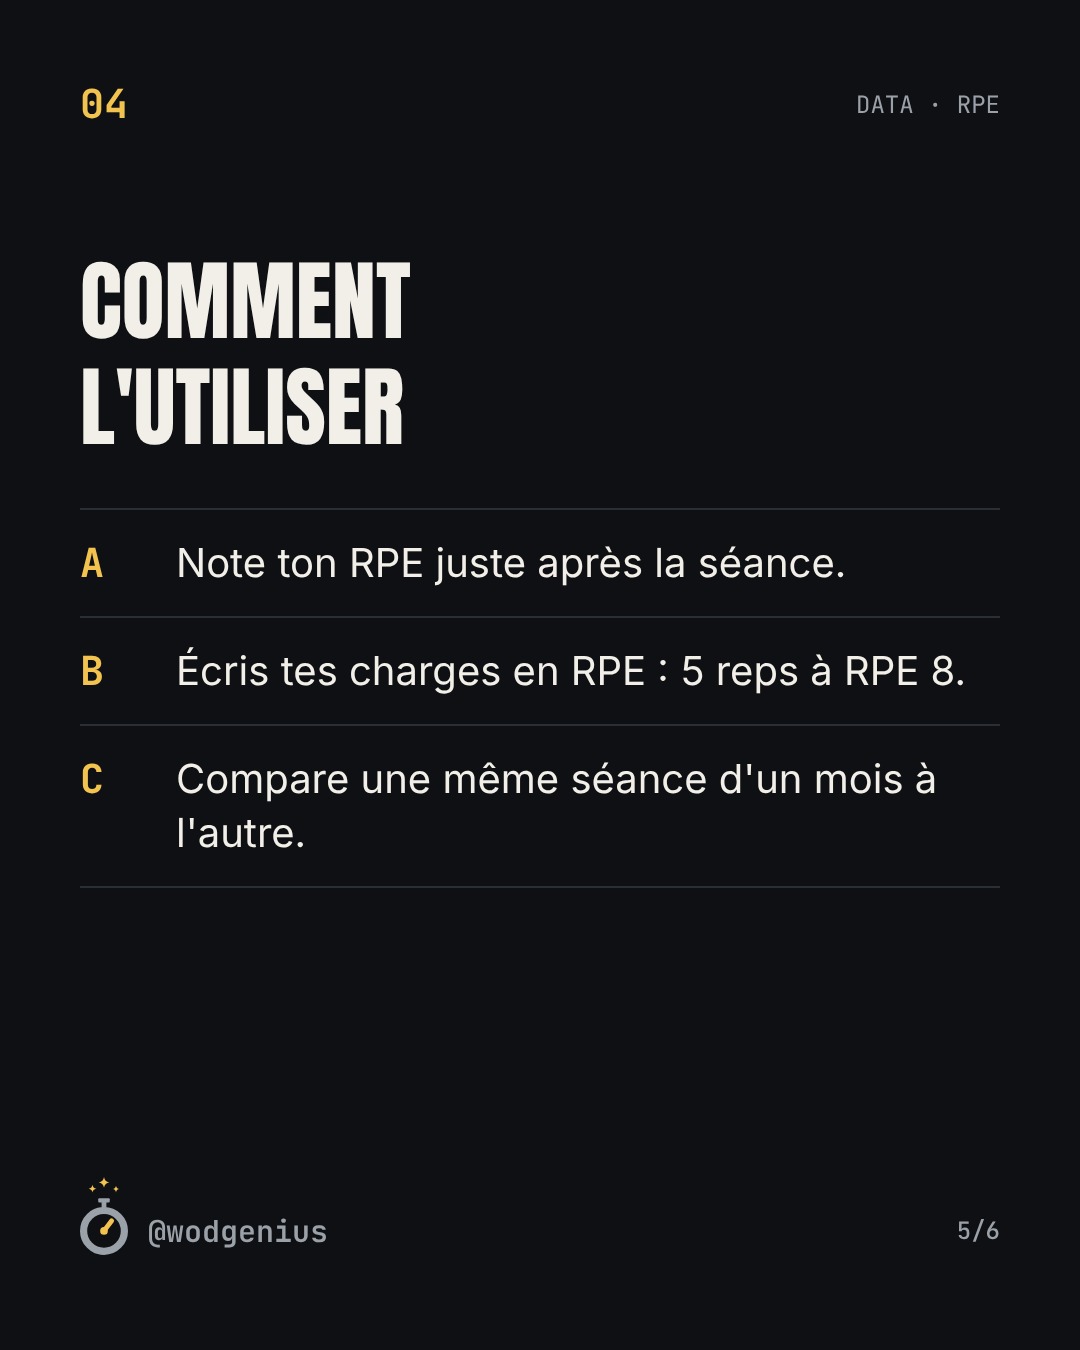 04
DATA · RPE
COMMENT
L'UTILISER
A Note ton RPE juste après la séance.
B Écris tes charges en RPE : 5 reps à RPE 8.
C Compare une même séance d'un mois à
l'autre.
@wodgenius
5/6